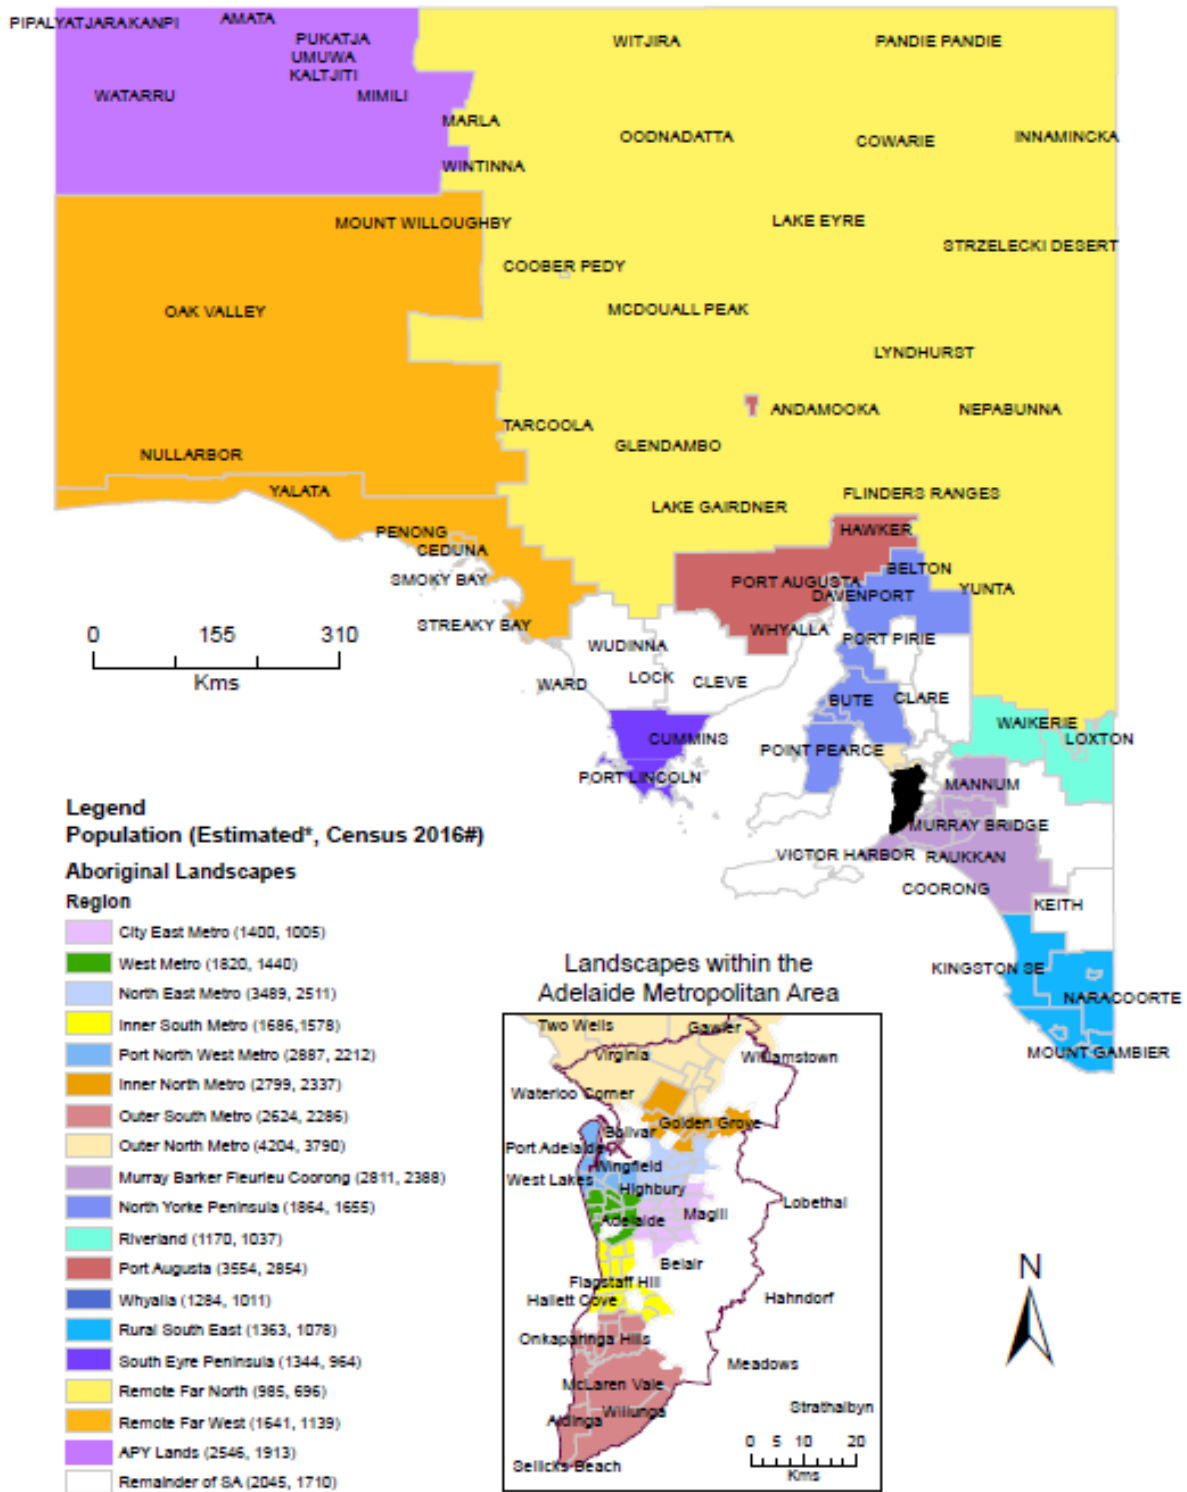 PIPALYATJARA KANPI
AMATA
PUKATJA
UMUWA
KALTJITI
WATARRU
MIMILI
WITJIRA
PANDIE PANDIE
MARLA
OODNADATTA
COWARIE
INNAMINCKA
WINTINNA
MOUNT WILLOUGHBY
LAKE EYRE
STRZELECKI DESERT
COOBER PEDY
OAK VALLEY
MCDOUALL PEAK
LYNDHURST
ANDAMOOKA
NEPABUNNA
TARCOOLA
GLENDAMBO
NULLARBOR
YALATA
LAKE GAIRDNER
FLINDERS RANGES
PENONG
CEDUNA
HAWKER
SMOKY BAY
PORT AUGUSTA
BELTON
DAVENPORT
YUNTA
STREAKY BAY
WHYALLA
PORT PIRIE
WUDINNA
0 155 310
Kms
WARD
LOCK
CLEVE
BUTE
CLARE
CUMMINS
WAIKERIE
LOXTON
POINT PEARCE
PORT LINCOLN
MANNUM
MURRAY BRIDGE
VICTOR HARBOR
RAUKKAN
COORONG
KEITH
KINGSTON SE
NARACOORTE
MOUNT GAMBIER
Legend
Population (Estimated*, Census 2016#)
Aboriginal Landscapes
Region
City East Metro (1400, 1005)
West Metro (1820, 1440)
North East Metro (3489, 2511)
Inner South Metro (1686,1578)
Port North West Metro (2887, 2212)
Inner North Metro (2799, 2337)
Outer South Metro (2624, 2286)
Outer North Metro (4204, 3790)
Murray Barker Fleurieu Coorong (2811, 2388)
North Yorke Peninsula (1864, 1655)
Riverland (1170, 1037)
Port Augusta (3554, 2854)
Whyalla (1284, 1011)
Rural South East (1363, 1078)
South Eyre Peninsula (1344, 964)
Remote Far North (985, 696)
Remote Far West (1641, 1139)
APY Lands (2546, 1913)
Remainder of SA (2045, 1710)
Landscapes within the
Adelaide Metropolitan Area
Two Wells
Gawler
Virginia
Williamstown
Waterloo Corner
Golden Grove
Bolivar
Port Adelaide
Wingfield
West Lakes
Highbury
Lobethal
Adelaide
Magill
Belair
Flagstaff Hill
Hallett Cove
Hahndorf
Onkaparinga Hills
Meadows
McLaren Vale
Aldinga
Willunga
Strathalbyn
Sellicks Beach
0 5 10 20
Kms
N